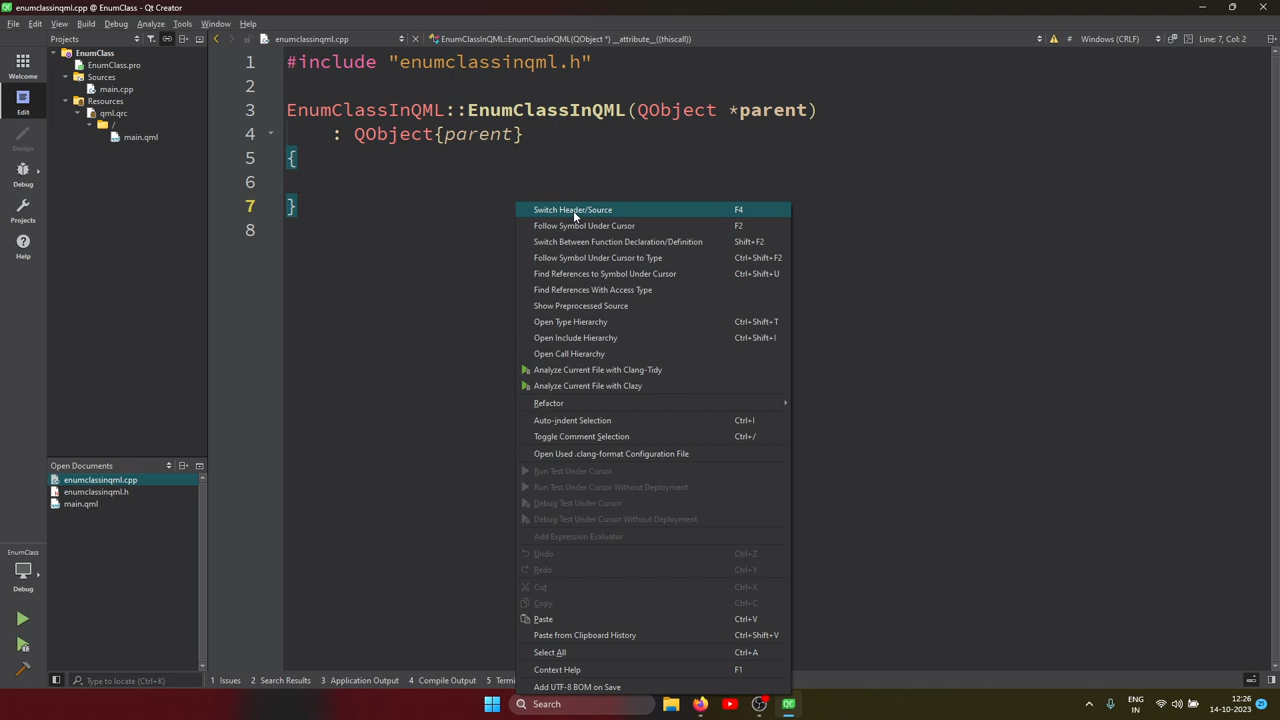 enumclassinqml.cpp @ EnumClass - Qt Creator
File Edit View Build Debug Analyze Tools Window Help
Projects
enumclassinqml.cpp
EnumClassInQML::EnumClassInQML(QObject *) __attribute__((thiscall))
# Windows (CRLF) Line: 7, Col: 2
Welcome
Edit
Design
Debug
Projects
Help
EnumClass
EnumClass.pro
Sources
main.cpp
Resources
qml.qrc
/
main.qml
1 #include "enumclassinqml.h"
2
3 EnumClassInQML::EnumClassInQML(QObject *parent)
4 : QObject{parent}
5 {
6
7 }
8
Switch Header/Source F4
Follow Symbol Under Cursor F2
Switch Between Function Declaration/Definition Shift+F2
Follow Symbol Under Cursor to Type Ctrl+Shift+F2
Find References to Symbol Under Cursor Ctrl+Shift+U
Find References With Access Type
Show Preprocessed Source
Open Type Hierarchy Ctrl+Shift+T
Open Include Hierarchy Ctrl+Shift+I
Open Call Hierarchy
Analyze Current File with Clang-Tidy
Analyze Current File with Clazy
Refactor
Auto-indent Selection Ctrl+I
Toggle Comment Selection Ctrl+/
Open Used .clang-format Configuration File
Run Test Under Cursor
Run Test Under Cursor Without Deployment
Debug Test Under Cursor
Debug Test Under Cursor Without Deployment
Add Expression Evaluator
Undo Ctrl+Z
Redo Ctrl+Y
Cut Ctrl+X
Copy Ctrl+C
Paste Ctrl+V
Paste from Clipboard History Ctrl+Shift+V
Select All Ctrl+A
Context Help F1
Add UTF-8 BOM on Save
Open Documents
enumclassinqml.cpp
enumclassinqml.h
main.qml
EnumClass
Debug
Type to locate (Ctrl+K)
1 Issues 2 Search Results 3 Application Output 4 Compile Output 5 Termi
Search
QC
ENG
IN
12:26
14-10-2023
21